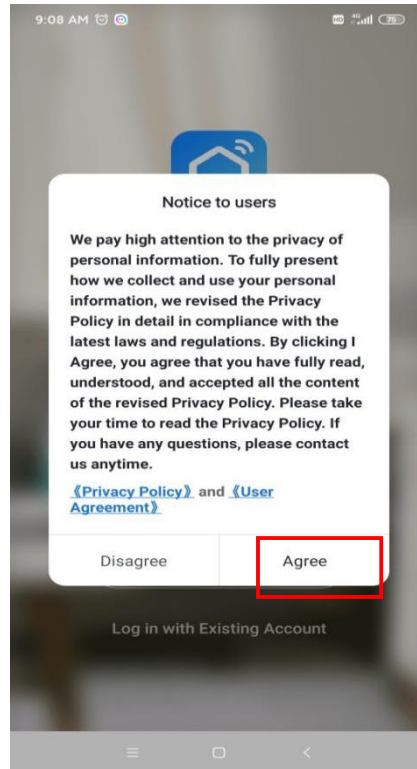 9:08 AM
HD 4G 75
Notice to users
We pay high attention to the privacy of
personal information. To fully present
how we collect and use your personal
information, we revised the Privacy
Policy in detail in compliance with the
latest laws and regulations. By clicking I
Agree, you agree that you have fully read,
understood, and accepted all the content
of the revised Privacy Policy. Please take
your time to read the Privacy Policy. If
you have any questions, please contact
us anytime.
《Privacy Policy》 and 《User
Agreement》
Disagree
Agree
Log in with Existing Account